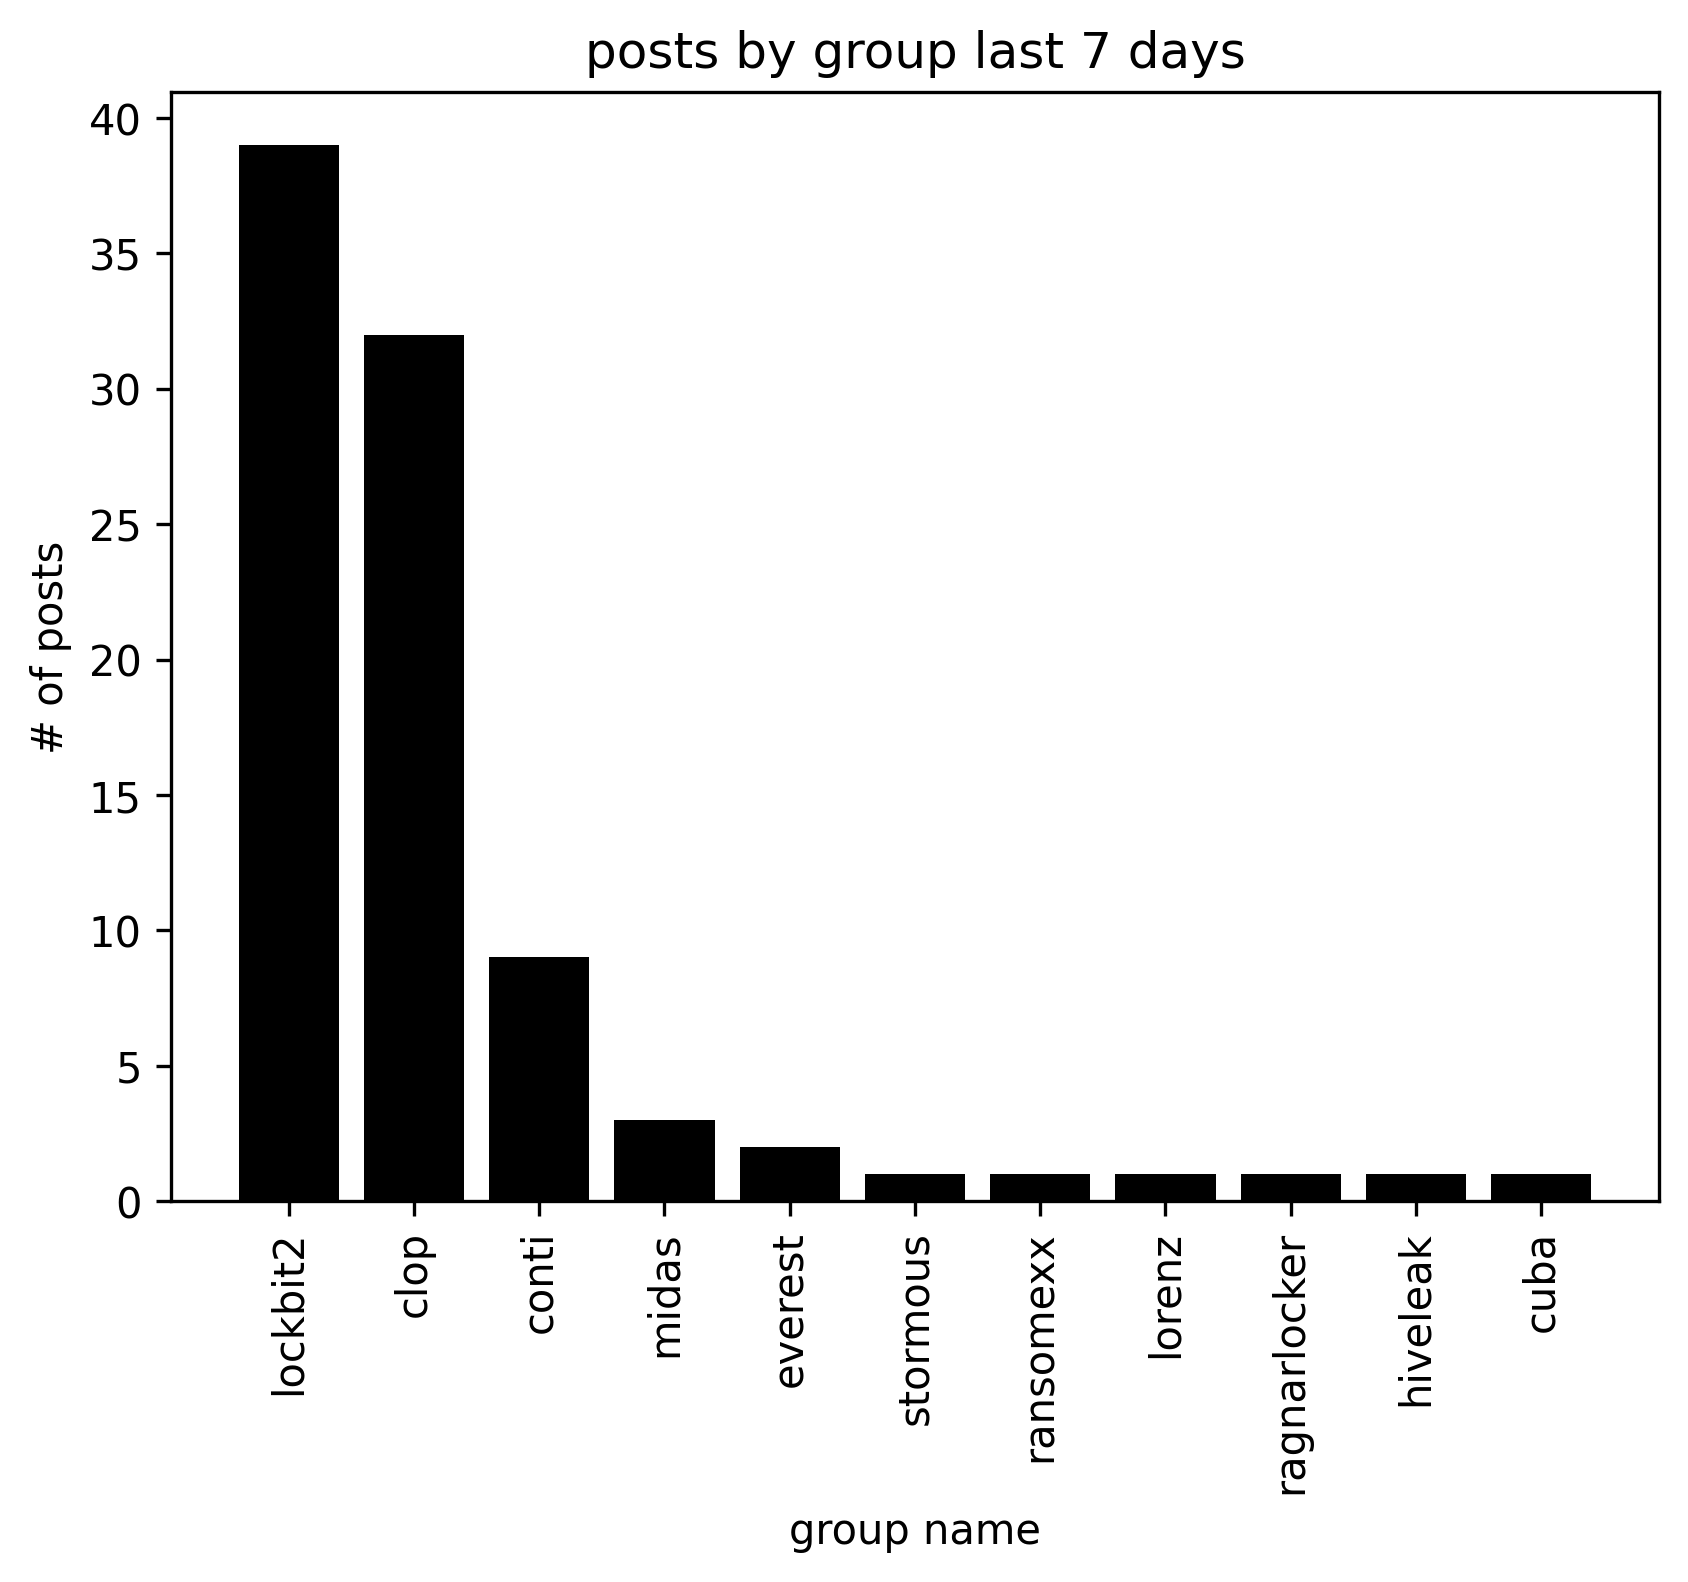 posts by group last 7 days
40
35
30
25
20
15
10
5
0
# of posts
lockbit2
clop
conti
midas
everest
stormous
ransomexx
lorenz
ragnarlocker
hiveleak
cuba
group name